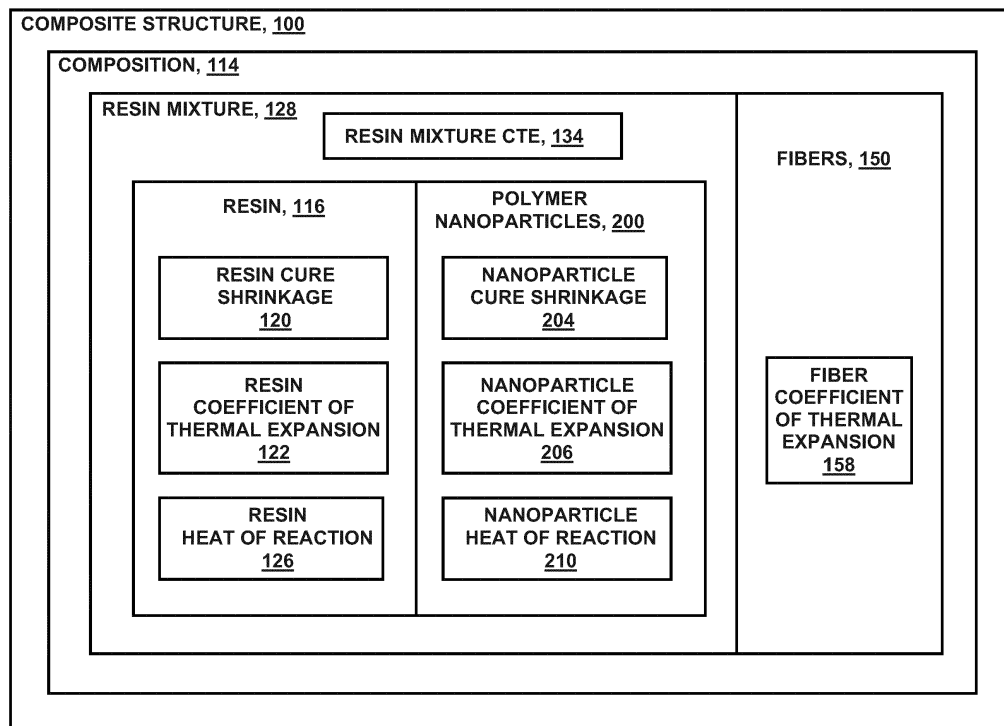 COMPOSITE STRUCTURE, 100
COMPOSITION, 114
RESIN MIXTURE, 128
RESIN MIXTURE CTE, 134
RESIN, 116
RESIN CURE
SHRINKAGE
120
RESIN
COEFFICIENT OF
THERMAL EXPANSION
122
RESIN
HEAT OF REACTION
126
POLYMER
NANOPARTICLES, 200
NANOPARTICLE
CURE SHRINKAGE
204
NANOPARTICLE
COEFFICIENT OF
THERMAL EXPANSION
206
NANOPARTICLE
HEAT OF REACTION
210
FIBERS, 150
FIBER
COEFFICIENT
OF THERMAL
EXPANSION
158